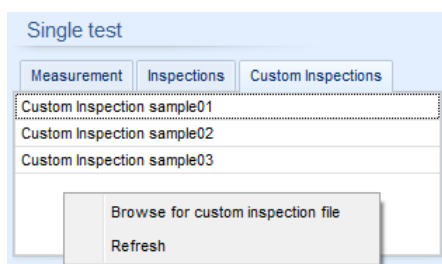 Single test
Measurement Inspections Custom Inspections
Custom Inspection sample01
Custom Inspection sample02
Custom Inspection sample03
Browse for custom inspection file
Refresh